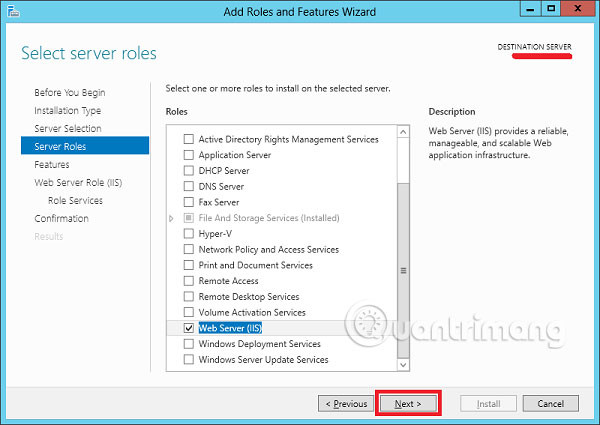 Add Roles and Features Wizard
Select server roles
DESTINATION SERVER
Before You Begin
Installation Type
Server Selection
Server Roles
Features
Web Server Role (IIS)
Role Services
Confirmation
Results
Select one or more roles to install on the selected server.
Roles
Active Directory Rights Management Services
Application Server
DHCP Server
DNS Server
Fax Server
File And Storage Services (Installed)
Hyper-V
Network Policy and Access Services
Print and Document Services
Remote Access
Remote Desktop Services
Volume Activation Services
Web Server (IIS)
Windows Deployment Services
Windows Server Update Services
Description
Web Server (IIS) provides a reliable,
manageable, and scalable Web
application infrastructure.
Quantrimang
< Previous
Next >
Install
Cancel